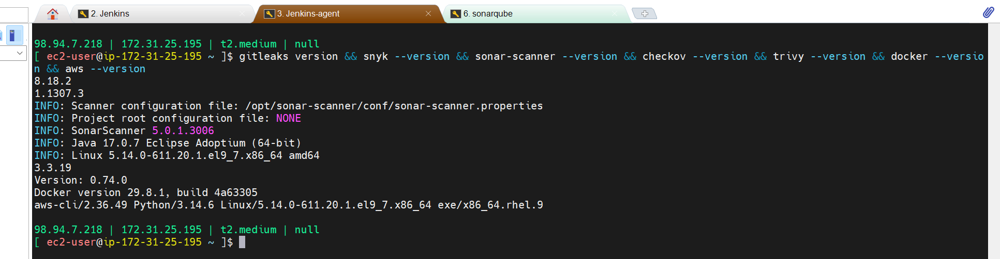 2. Jenkins
3. Jenkins-agent
6. sonarqube
98.94.7.218 | 172.31.25.195 | t2.medium | null
[ ec2-user@ip-172-31-25-195 ~ ]$ gitleaks version && snyk --version && sonar-scanner --version && checkov --version && trivy --version && docker --versio
n && aws --version
8.18.2
1.1307.3
INFO: Scanner configuration file: /opt/sonar-scanner/conf/sonar-scanner.properties
INFO: Project root configuration file: NONE
INFO: SonarScanner 5.0.1.3006
INFO: Java 17.0.7 Eclipse Adoptium (64-bit)
INFO: Linux 5.14.0-611.20.1.el9_7.x86_64 amd64
3.3.19
Version: 0.74.0
Docker version 29.8.1, build 4a63305
aws-cli/2.36.49 Python/3.14.6 Linux/5.14.0-611.20.1.el9_7.x86_64 exe/x86_64.rhel.9
98.94.7.218 | 172.31.25.195 | t2.medium | null
[ ec2-user@ip-172-31-25-195 ~ ]$